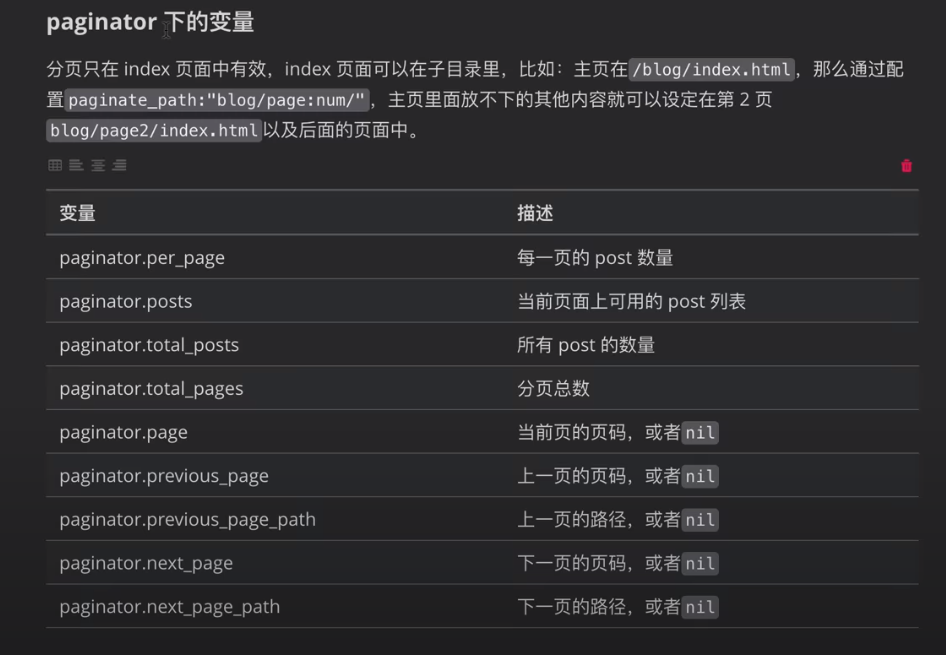 paginator 下的变量
分页只在 index 页面中有效，index 页面可以在子目录里，比如：主页在/blog/index.html，那么通过配
置paginate_path:"blog/page:num/"，主页里面放不下的其他内容就可以设定在第 2 页
blog/page2/index.html以及后面的页面中。
变量 描述
paginator.per_page 每一页的 post 数量
paginator.posts 当前页面上可用的 post 列表
paginator.total_posts 所有 post 的数量
paginator.total_pages 分页总数
paginator.page 当前页的页码，或者nil
paginator.previous_page 上一页的页码，或者nil
paginator.previous_page_path 上一页的路径，或者nil
paginator.next_page 下一页的页码，或者nil
paginator.next_page_path 下一页的路径，或者nil